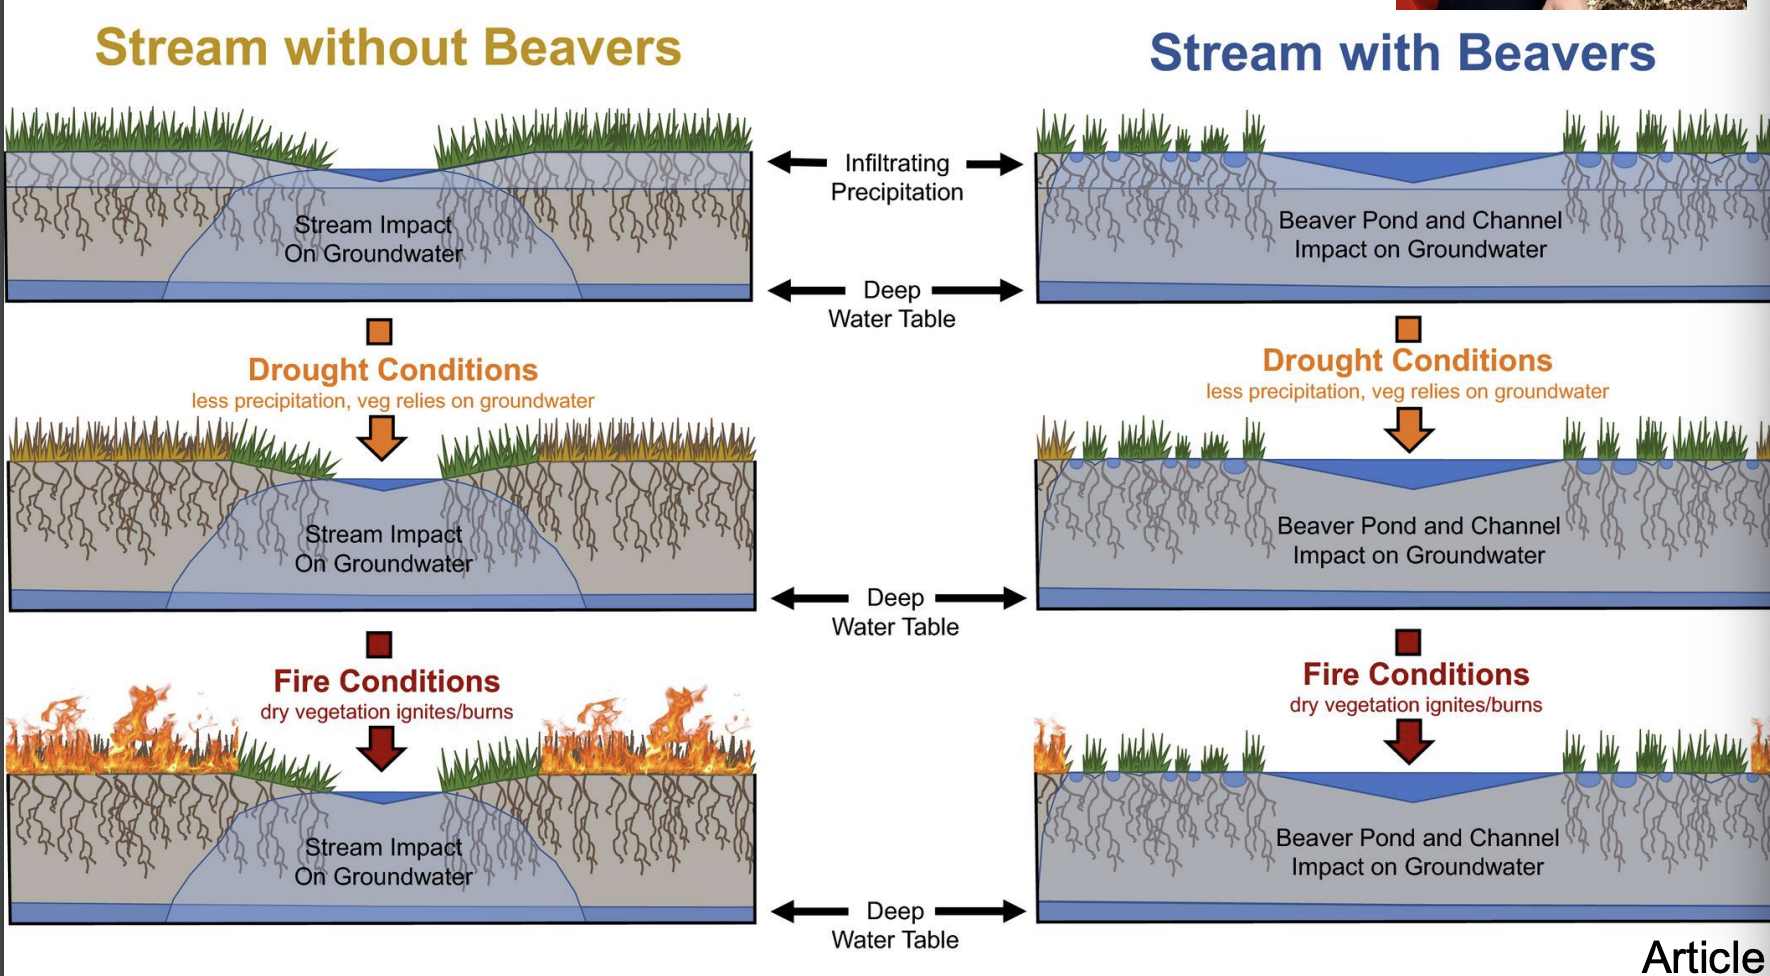 Stream without Beavers
Stream with Beavers
Infiltrating
Precipitation
Stream Impact
On Groundwater
Beaver Pond and Channel
Impact on Groundwater
Deep
Water Table
Drought Conditions
less precipitation, veg relies on groundwater
Drought Conditions
less precipitation, veg relies on groundwater
Stream Impact
On Groundwater
Beaver Pond and Channel
Impact on Groundwater
Deep
Water Table
Fire Conditions
dry vegetation ignites/burns
Fire Conditions
dry vegetation ignites/burns
Stream Impact
On Groundwater
Beaver Pond and Channel
Impact on Groundwater
Deep
Water Table
Article